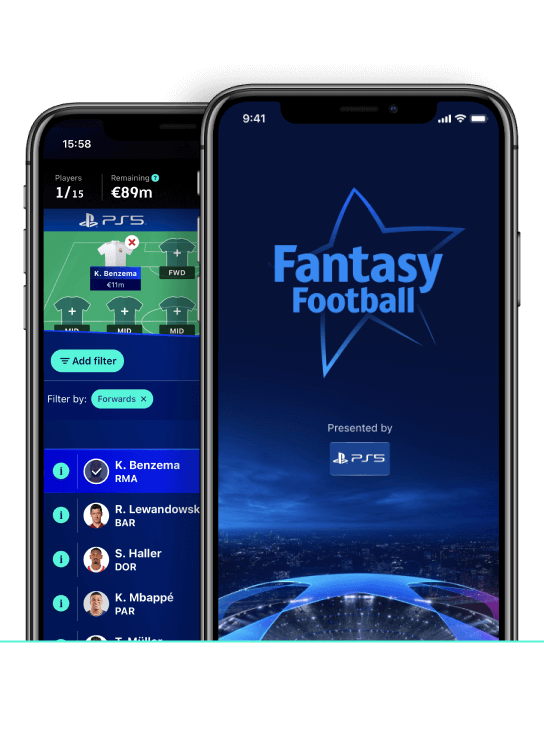 15:58
Players
Remaining ?
1/15
€89m
PS5
K. Benzema
€11m
FWD
MID
MID
MID
Add filter
Filter by:
Forwards ×
K. Benzema
RMA
R. Lewandowsk
BAR
S. Haller
DOR
K. Mbappé
PAR
T. Müller
9:41
Fantasy
Football
Presented by
PS5